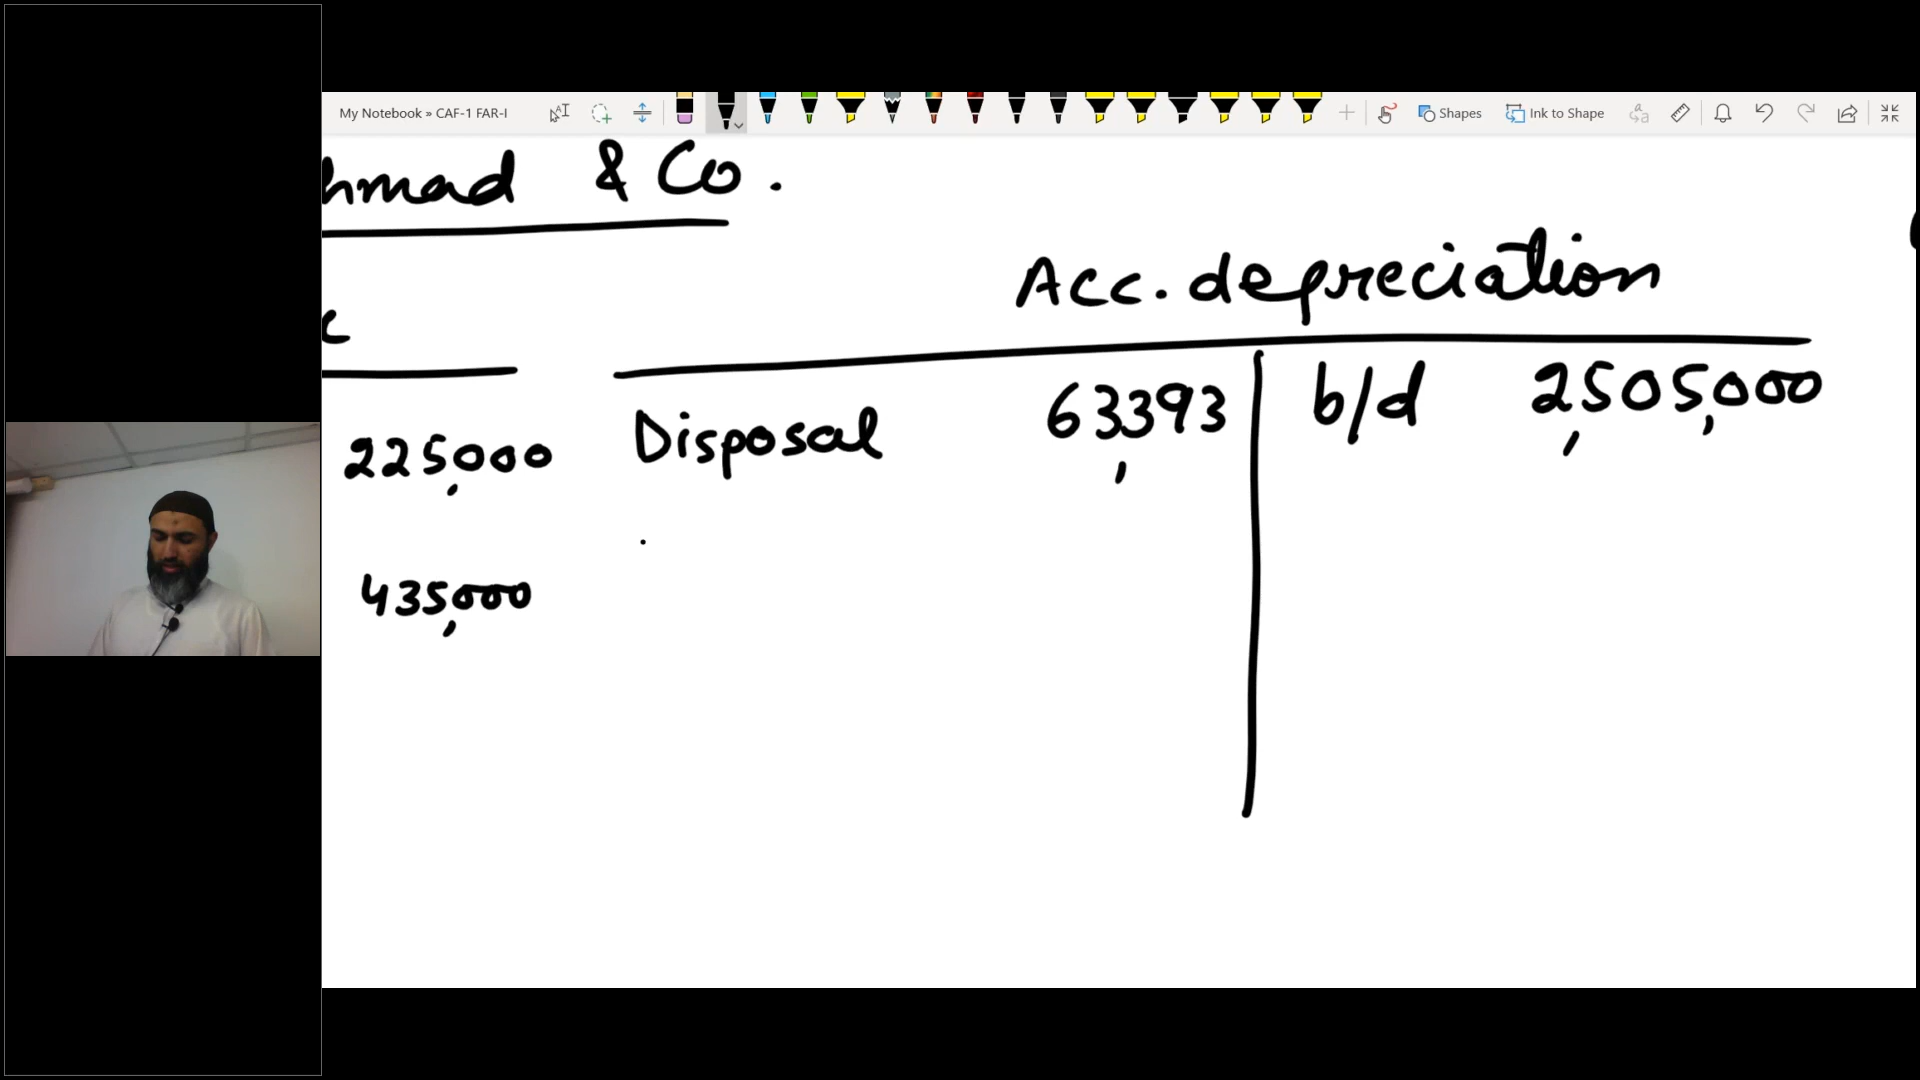 My Notebook » CAF-1 FAR-I
Shapes
Ink to Shape
hmad & Co.
Acc. depreciation
Disposal 63,393 b/d 2,505,000
225,000
435,000